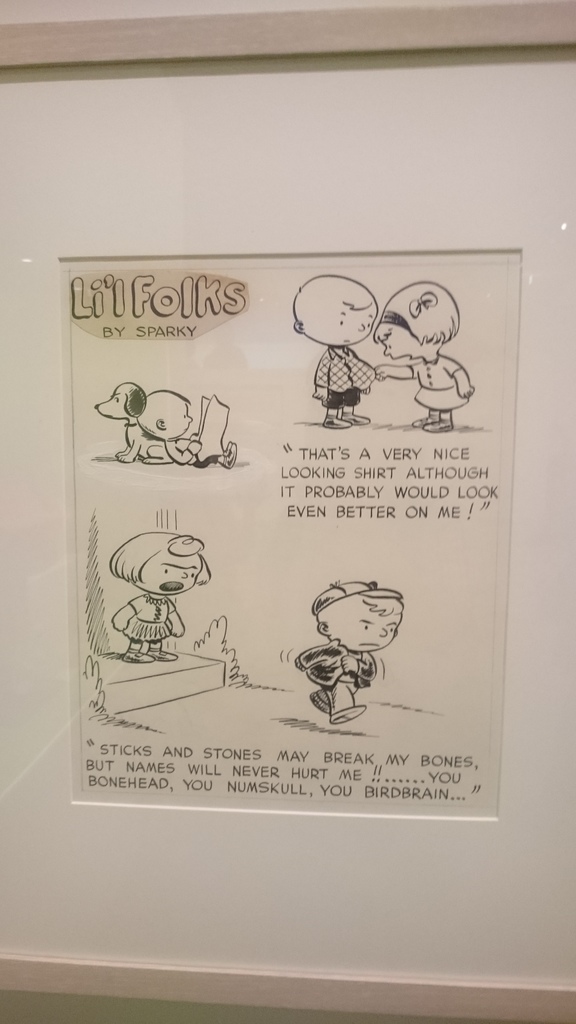 Li'l Folks
BY SPARKY
"THAT'S A VERY NICE
LOOKING SHIRT ALTHOUGH
IT PROBABLY WOULD LOOK
EVEN BETTER ON ME!"
"STICKS AND STONES MAY BREAK MY BONES,
BUT NAMES WILL NEVER HURT ME!!......YOU
BONEHEAD, YOU NUMSKULL, YOU BIRDBRAIN..."